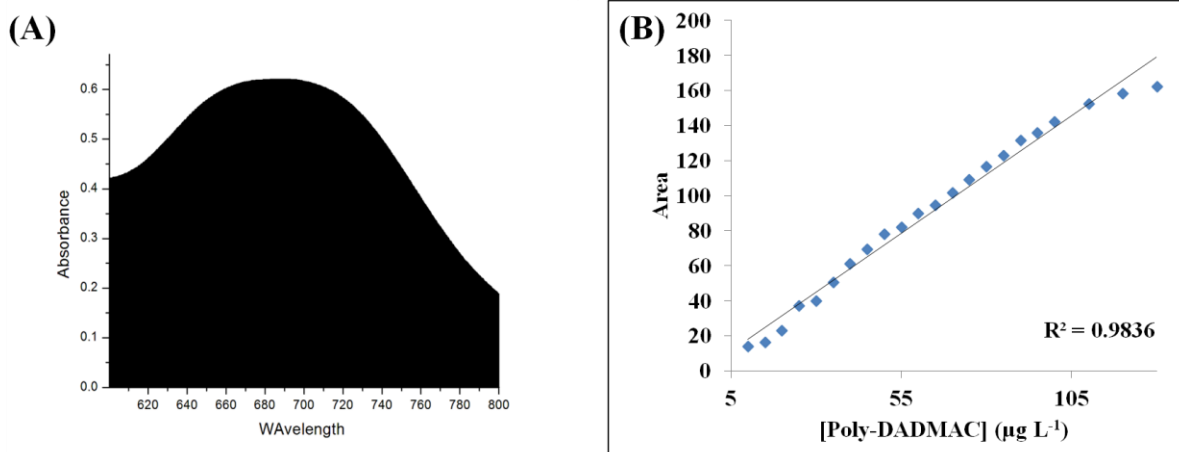 (A)
0.6
0.5
0.4
0.3
0.2
0.1
0.0
Absorbance
620 640 660 680 700 720 740 760 780 800
WAvelength
(B)
200
180
160
140
120
100
80
60
40
20
0
Area
R² = 0.9836
5 55 105
[Poly-DADMAC] (µg L⁻¹)